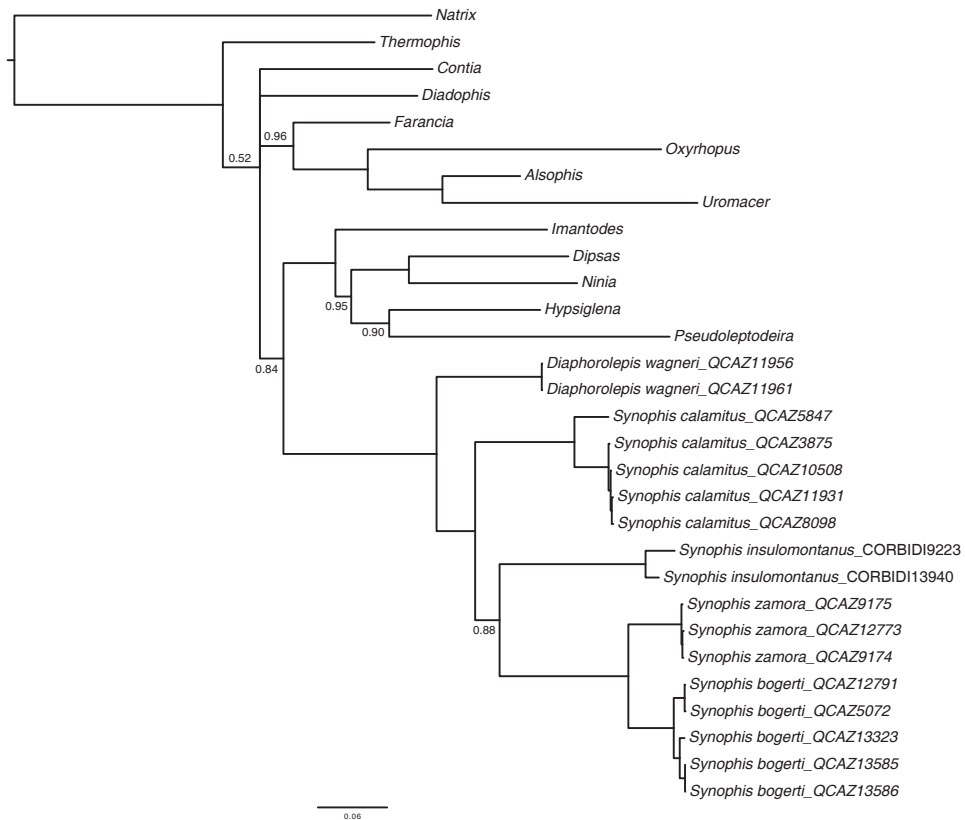 Natrix
Thermophis
Contia
Diadophis
Farancia
0.96
0.52
Oxyrhopus
Alsophis
Uromacer
Imantodes
Dipsas
Ninia
0.95
Hypsiglena
0.90
Pseudoleptodeira
Diaphorolepis wagneri_QCAZ11956
0.84
Diaphorolepis wagneri_QCAZ11961
Synophis calamitus_QCAZ5847
Synophis calamitus_QCAZ3875
Synophis calamitus_QCAZ10508
Synophis calamitus_QCAZ11931
Synophis calamitus_QCAZ8098
Synophis insulomontanus_CORBIDI9223
Synophis insulomontanus_CORBIDI13940
Synophis zamora_QCAZ9175
0.88
Synophis zamora_QCAZ12773
Synophis zamora_QCAZ9174
Synophis bogerti_QCAZ12791
Synophis bogerti_QCAZ5072
Synophis bogerti_QCAZ13323
Synophis bogerti_QCAZ13585
Synophis bogerti_QCAZ13586
0.06